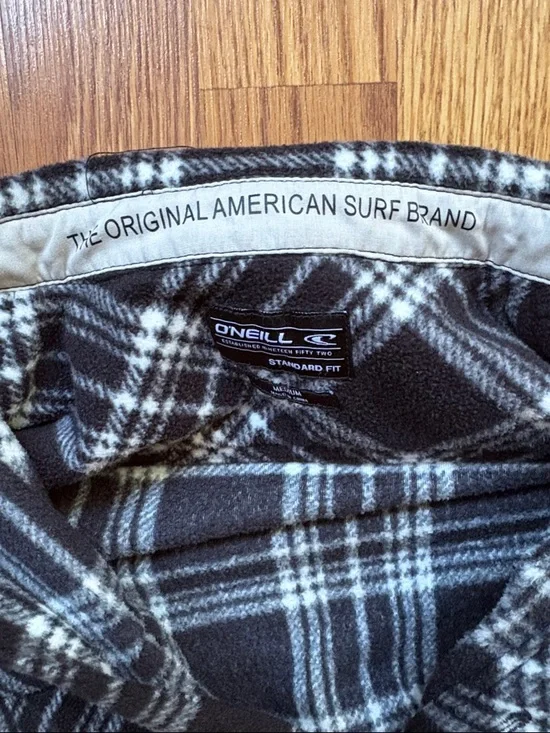 THE ORIGINAL AMERICAN SURF BRAND
O'NEILL
ESTABLISHED NINETEEN FIFTY TWO
STANDARD FIT
MEDIUM